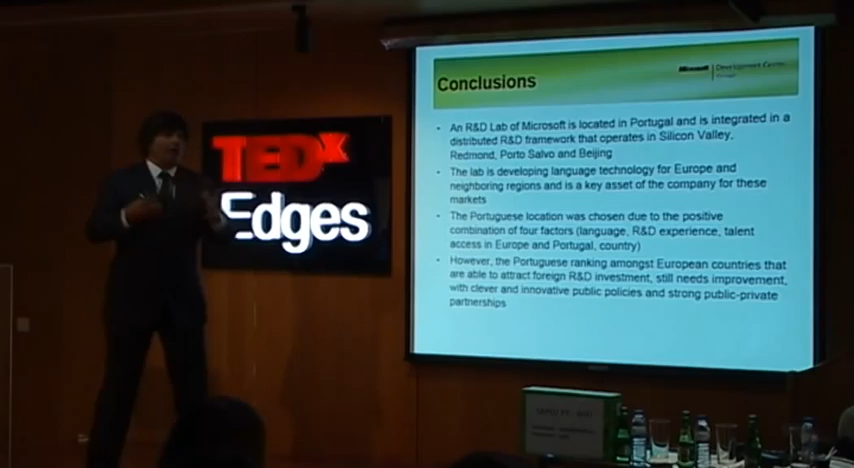 TEDx
Edges
Conclusions
Microsoft | Development Center
Portugal
- An R&D Lab of Microsoft is located in Portugal and is integrated in a
distributed R&D framework that operates in Silicon Valley,
Redmond, Porto Salvo and Beijing
- The lab is developing language technology for Europe and
neighboring regions and is a key asset of the company for these
markets
- The Portuguese location was chosen due to the positive
combination of four factors (language, R&D experience, talent
access in Europe and Portugal, country)
- However, the Portuguese ranking amongst European countries that
are able to attract foreign R&D investment, still needs improvement,
with clever and innovative public policies and strong public-private
partnerships